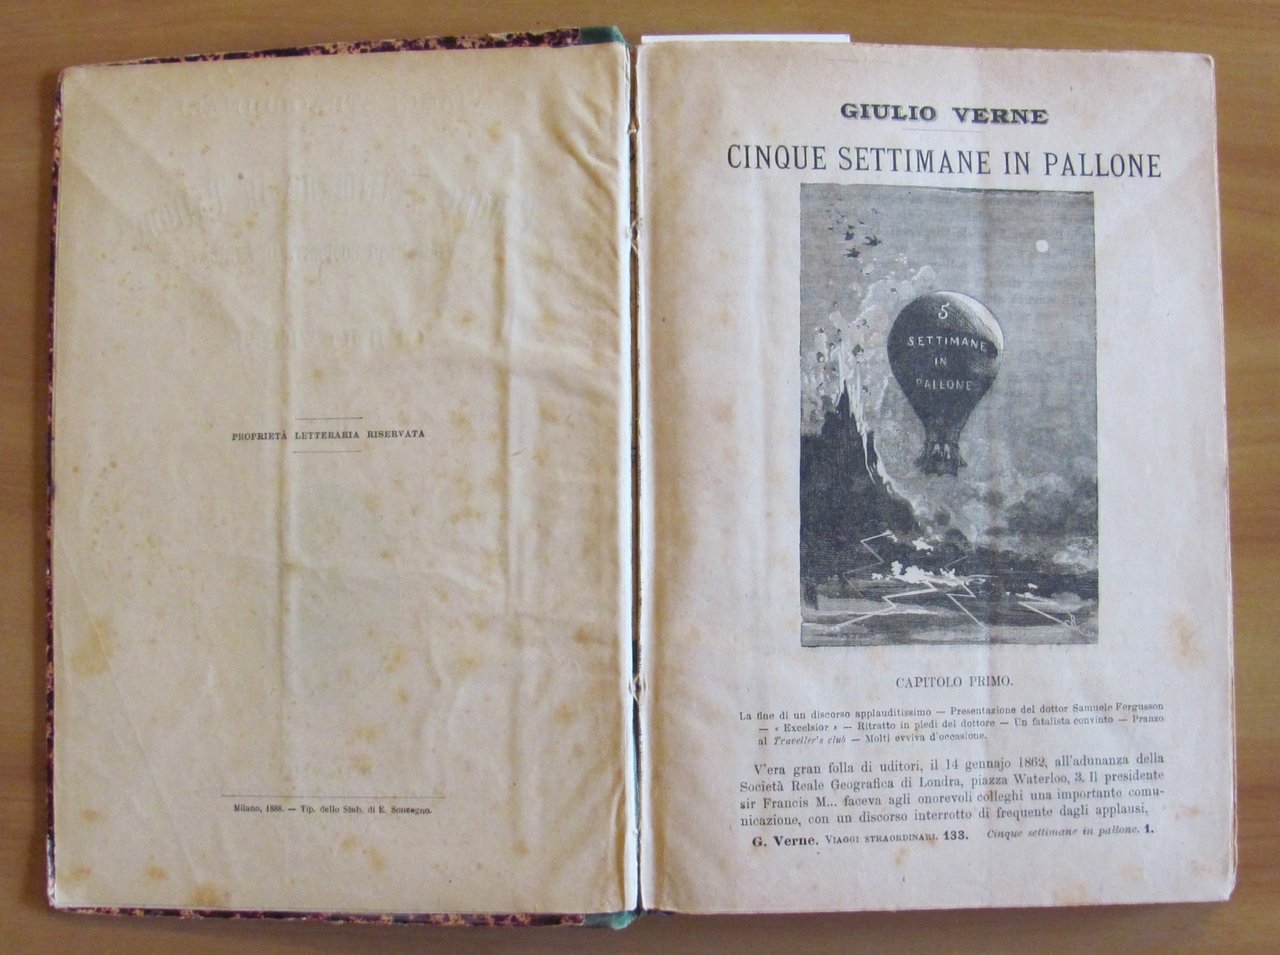 PROPRIETÀ LETTERARIA RISERVATA
Milano, 1888. — Tip. dello Stab. di E. Sonzogno.
GIULIO VERNE
CINQUE SETTIMANE IN PALLONE
5
SETTIMANE
IN
PALLONE
CAPITOLO PRIMO.
La fine di un discorso applauditissimo — Presentazione del dottor Samuele Fergusson
— « Excelsior » — Ritratto in piedi del dottore — Un fatalista convinto — Pranzo
al Traveller's club — Molti evviva d'occasione.
V'era gran folla di uditori, il 14 gennajo 1862, all'adunanza della
Società Reale Geografica di Londra, piazza Waterloo, 3. Il presidente
sir Francis M... faceva agli onorevoli colleghi una importante comu-
nicazione, con un discorso interrotto di frequente dagli applausi,
G. Verne. VIAGGI STRAORDINARI. 133. Cinque settimane in pallone. 1.